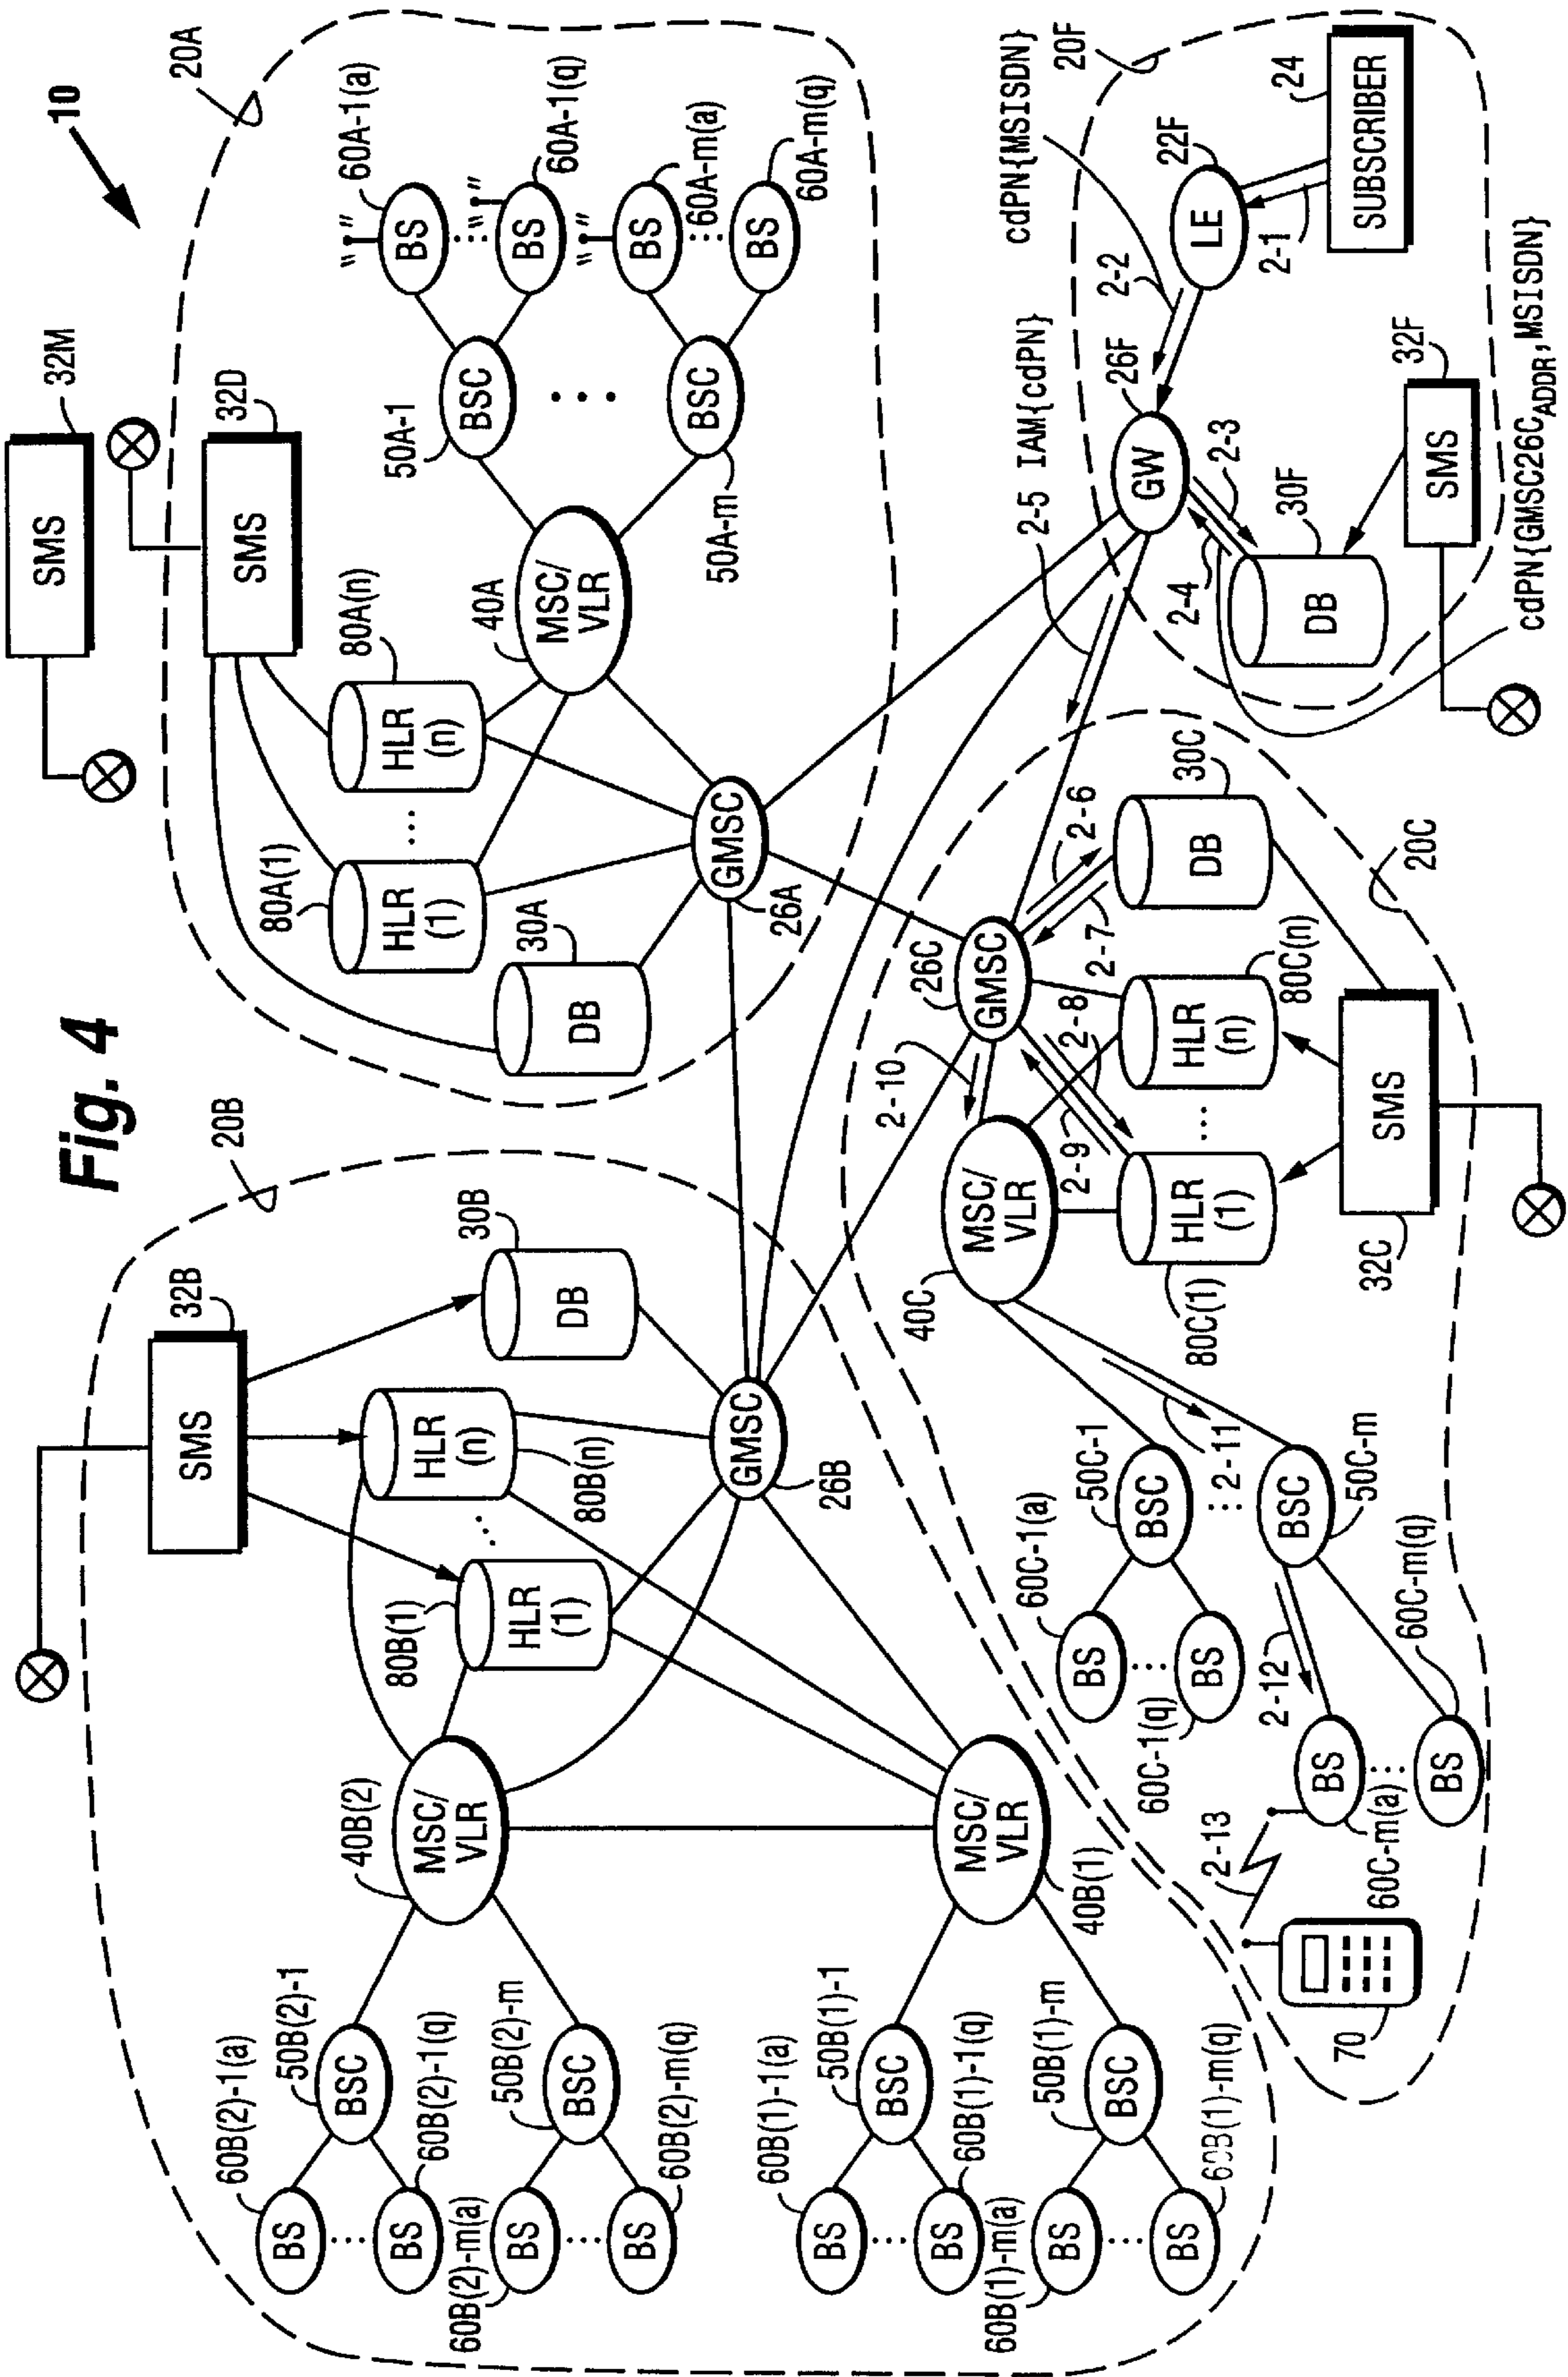 Fig. 4
10
20B
32B
SMS
30B
DB
HLR
(n)
80B(n)
...
80B(1)
HLR
(1)
GMSC
26B
40B(2)
MSC/
VLR
MSC/
VLR
40B(1)
50B(2)-1
BSC
60B(2)-1(a)
BS
60B(2)-1(q)
BS
50B(2)-m
BSC
60B(2)-m(a)
BS
60B(2)-m(q)
BS
50B(1)-1
BSC
60B(1)-1(a)
BS
60B(1)-1(q)
BS
50B(1)-m
BSC
60B(1)-m(a)
BS
60B(1)-m(q)
BS
SMS
32M
20A
32D
SMS
80A(n)
HLR
(n)
...
80A(1)
HLR
(1)
30A
DB
GMSC
26A
40A
MSC/
VLR
50A-1
BSC
...
BSC
50A-m
60A-1(a)
BS
60A-1(q)
BS
60A-m(a)
BS
60A-m(q)
BS
20C
26C
GMSC
2-6
2-7
30C
DB
2-8
2-9
80C(n)
HLR
(n)
...
HLR
(1)
80C(1)
SMS
32C
2-10
MSC/
VLR
40C
50C-1
BSC
2-11
BSC
50C-m
60C-1(a)
BS
BS
60C-1(q)
2-12
BS
60C-m(a)
60C-m(q)
BS
2-13
70
cdPN{MSISDN}
20F
22F
LE
24
SUBSCRIBER
2-1
2-2
26F
GW
2-5 IAM{cdPN}
2-3
2-4
30F
DB
32F
SMS
cdPN{GMSC26C ADDR, MSISDN}